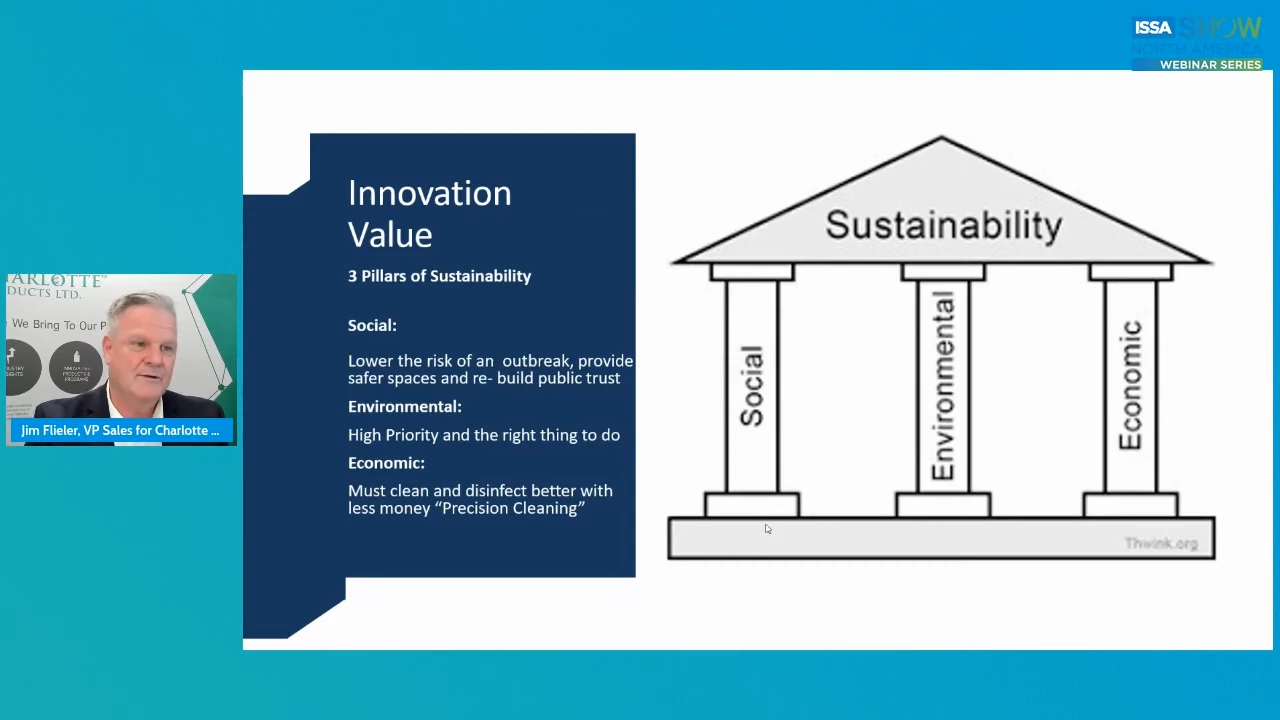 ISSA SHOW
NORTH AMERICA
WEBINAR SERIES
Innovation
Value
3 Pillars of Sustainability
Social:
Lower the risk of an  outbreak, provide
safer spaces and re- build public trust
Environmental:
High Priority and the right thing to do
Economic:
Must clean and disinfect better with
less money “Precision Cleaning”
Sustainability
Social
Environmental
Economic
Thwink.org
We Bring To Our
Jim Flieler, VP Sales for Charlotte ...